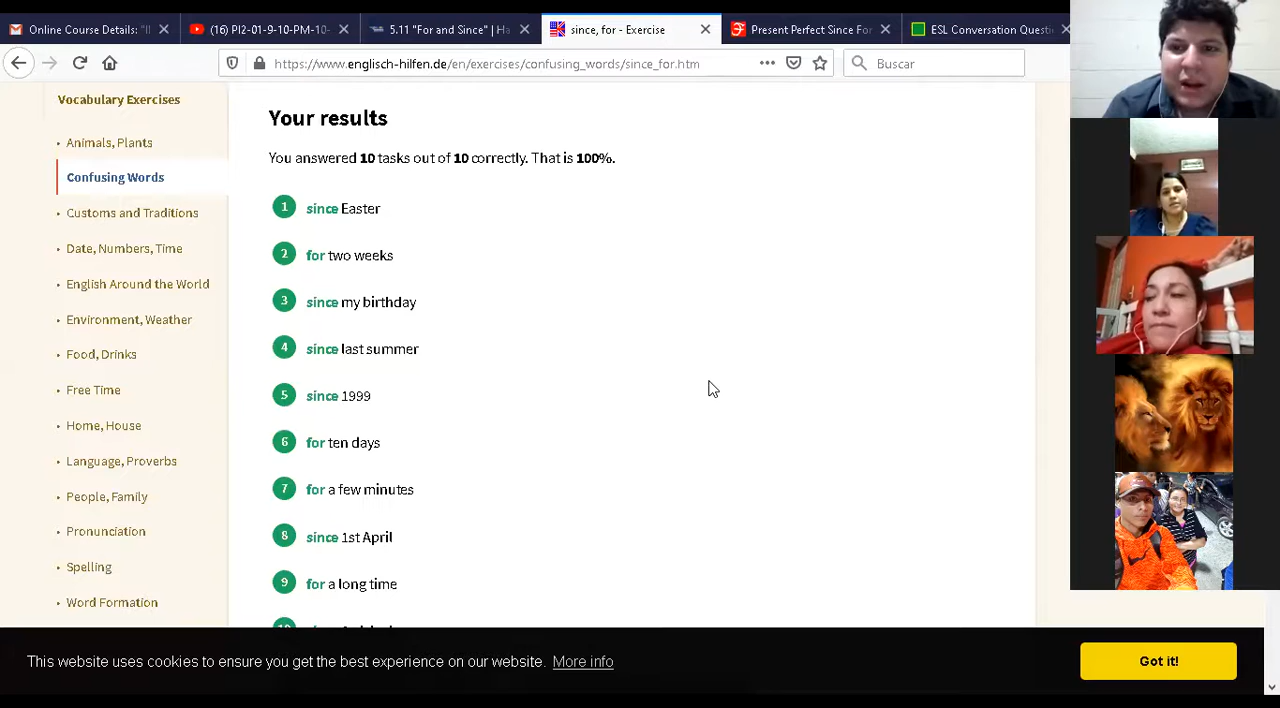 Online Course Details: "I
(16) PI2-01-9-10-PM-10-
5.11 "For and Since" | Ha
since, for - Exercise
Present Perfect Since For
ESL Conversation Questi
https://www.englisch-hilfen.de/en/exercises/confusing_words/since_for.htm
Buscar
Vocabulary Exercises
Animals, Plants
Confusing Words
Customs and Traditions
Date, Numbers, Time
English Around the World
Environment, Weather
Food, Drinks
Free Time
Home, House
Language, Proverbs
People, Family
Pronunciation
Spelling
Word Formation
Your results
You answered 10 tasks out of 10 correctly. That is 100%.
1 since Easter
2 for two weeks
3 since my birthday
4 since last summer
5 since 1999
6 for ten days
7 for a few minutes
8 since 1st April
9 for a long time
This website uses cookies to ensure you get the best experience on our website. More info
Got it!